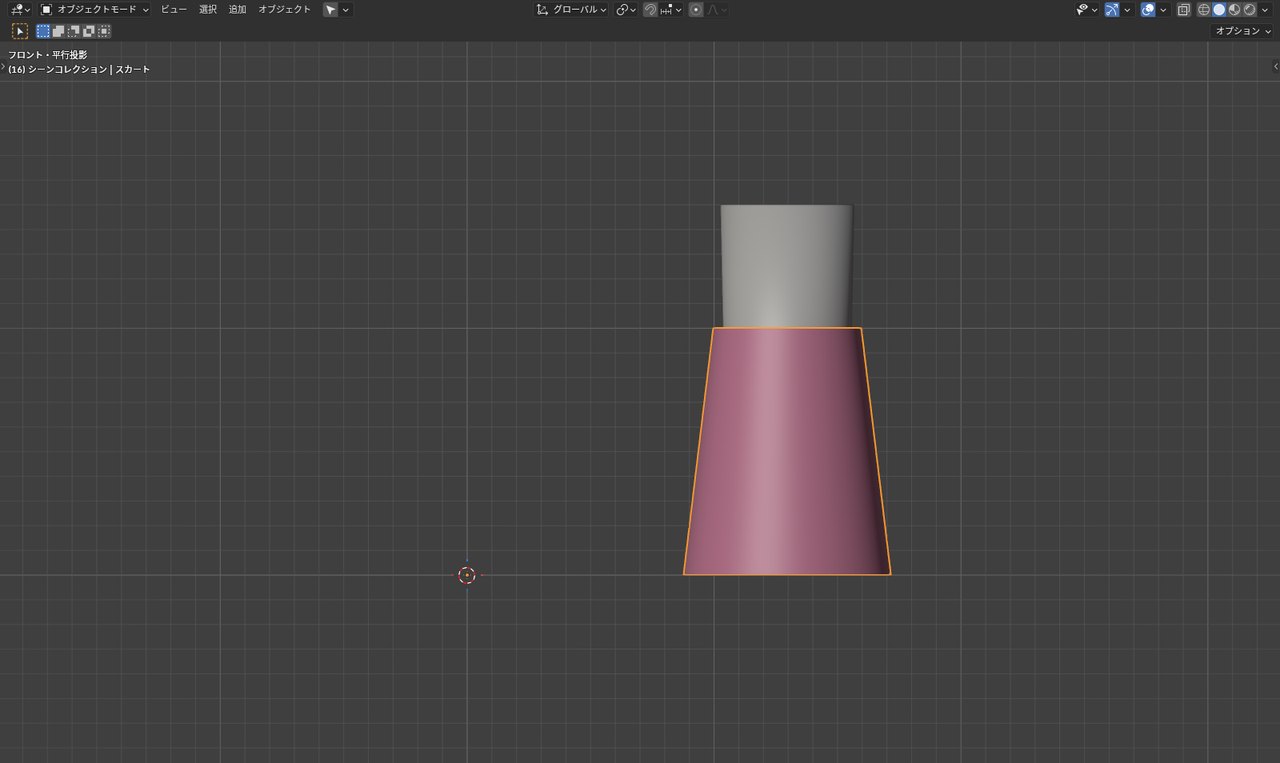 オブジェクトモード ビュー 選択 追加 オブジェクト グローバル
オプション
フロント・平行投影
(16) シーンコレクション | スカート